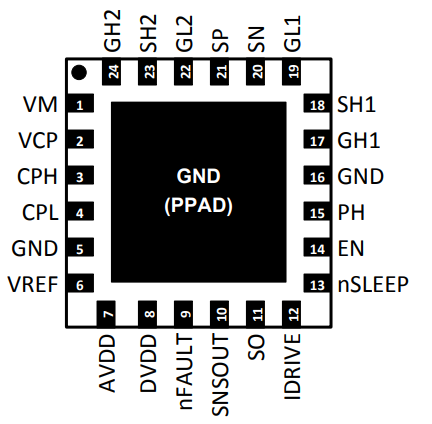 GH2
SH2
GL2
SP
SN
GL1
24
23
22
21
20
19
VM 1
VCP 2
CPH 3
CPL 4
GND 5
VREF 6
GND
(PPAD)
18 SH1
17 GH1
16 GND
15 PH
14 EN
13 nSLEEP
7
8
9
10
11
12
AVDD
DVDD
nFAULT
SNSOUT
SO
IDRIVE